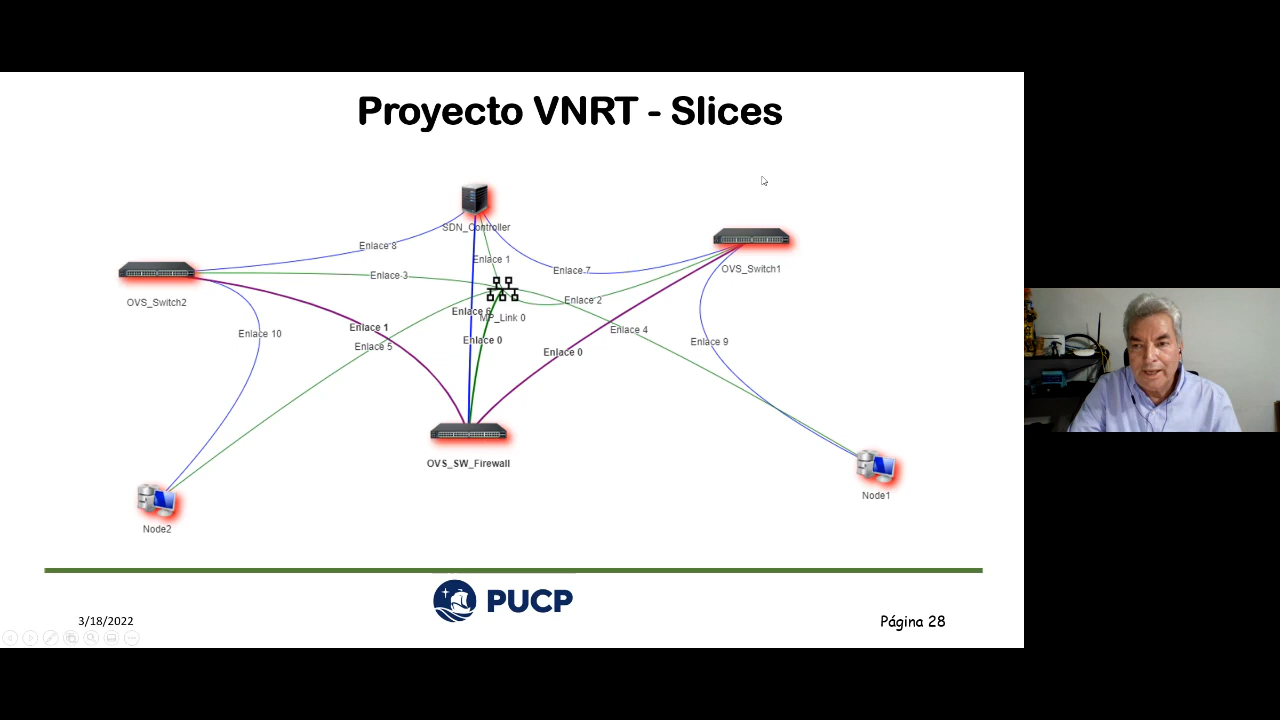 Proyecto VNRT - Slices
SDN_Controller
Enlace 8
Enlace 1
Enlace 7
OVS_Switch1
Enlace 3
OVS_Switch2
Enlace 2
Enlace
MP_Link 0
Enlace 10
Enlace 1
Enlace 4
Enlace 5
Enlace 0
Enlace 0
Enlace 9
OVS_SW_Firewall
Node1
Node2
PUCP
3/18/2022
Página 28